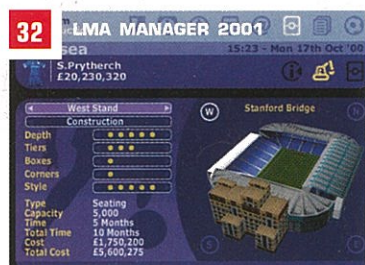 32 LMA MANAGER 2001
sea
15:23 - Mon 17th Oct '00
S.Prytherch
£20,230,320
West Stand
Construction
Depth
Tiers
Boxes
Corners
Style
Type Seating
Capacity 5,000
Time 5 Months
Total Time 10 Months
Cost £1,750,200
Total Cost £5,600,275
W
Stanford Bridge
N
S
S